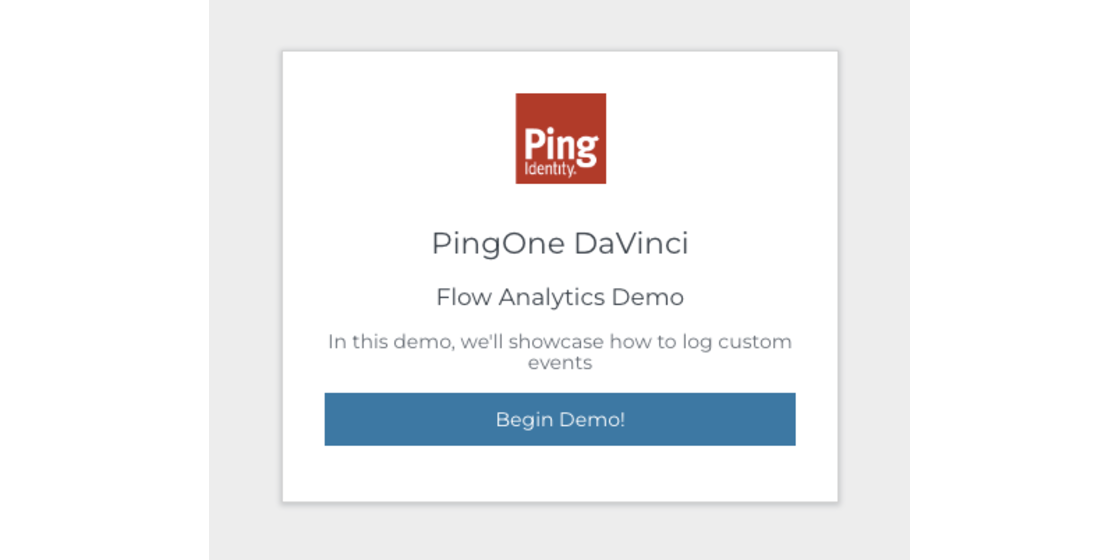 Ping
Identity.
PingOne DaVinci
Flow Analytics Demo
In this demo, we'll showcase how to log custom
events
Begin Demo!